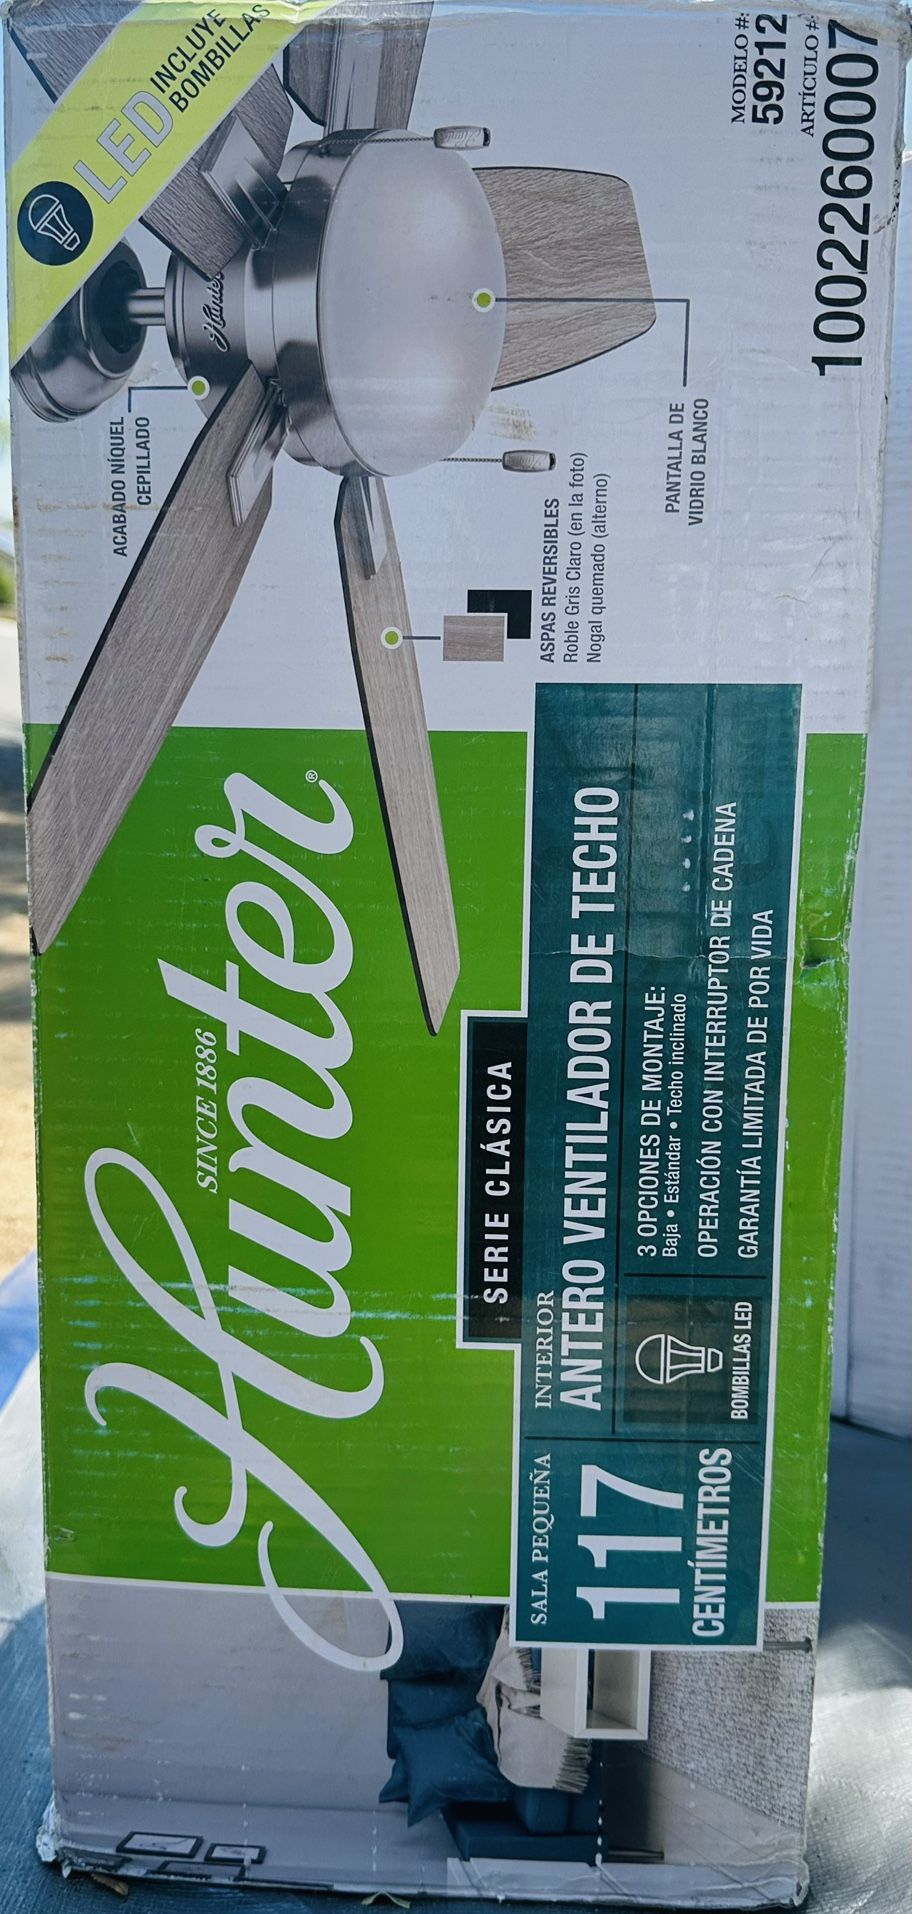 LED
INCLUYE
BOMBILLAS
MODELO #:
59212
ARTÍCULO #:
1002260007
Hunter
ACABADO NÍQUEL
CEPILLADO
ASPAS REVERSIBLES
Roble Gris Claro (en la foto)
Nogal quemado (alterno)
PANTALLA DE
VIDRIO BLANCO
SINCE 1886
Hunter®
SERIE CLÁSICA
INTERIOR
ANTERO VENTILADOR DE TECHO
3 OPCIONES DE MONTAJE:
Baja • Estándar • Techo inclinado
OPERACIÓN CON INTERRUPTOR DE CADENA
GARANTÍA LIMITADA DE POR VIDA
BOMBILLAS LED
SALA PEQUEÑA
117
CENTÍMETROS